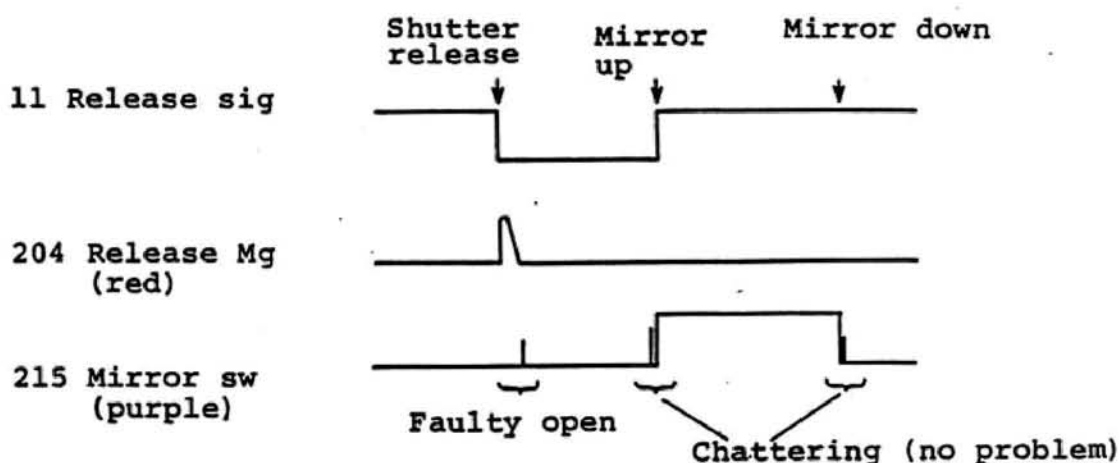 Shutter
release
Mirror
up
Mirror down
11 Release sig
204 Release Mg
(red)
215 Mirror sw
(purple)
Faulty open
Chattering (no problem)